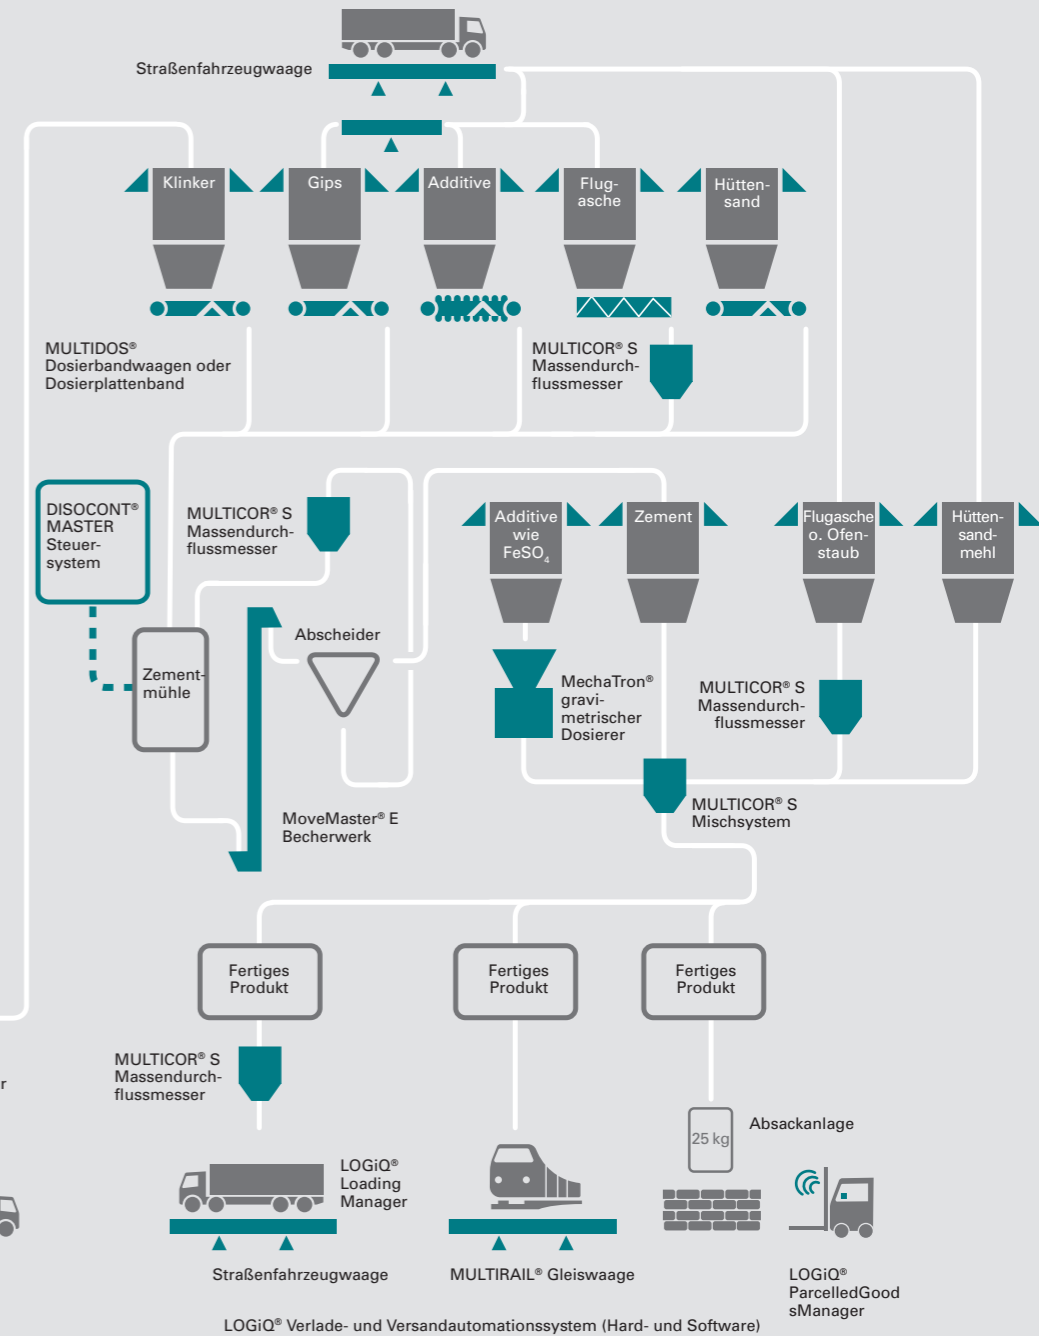 Straßenfahrzeugwaage
Klinker
Gips
Additive
Flug-
asche
Hütten-
sand
MULTIDOS®
Dosierbandwaagen oder
Dosierplattenband
MULTICOR® S
Massendurch-
flussmesser
DISOCONT®
MASTER
Steuer-
system
MULTICOR® S
Massendurch-
flussmesser
Additive
wie
FeSO₄
Zement
Flugasche
o. Ofen-
staub
Hütten-
sand-
mehl
Zement-
mühle
Abscheider
MechaTron®
gravi-
metrischer
Dosierer
MULTICOR® S
Massendurch-
flussmesser
MoveMaster® E
Becherwerk
MULTICOR® S
Mischsystem
Fertiges
Produkt
Fertiges
Produkt
Fertiges
Produkt
MULTICOR® S
Massendurch-
flussmesser
r
25 kg
Absackanlage
LOGiQ®
Loading
Manager
Straßenfahrzeugwaage
MULTIRAIL® Gleiswaage
LOGiQ®
ParcelledGood
sManager
LOGiQ® Verlade- und Versandautomationssystem (Hard- und Software)